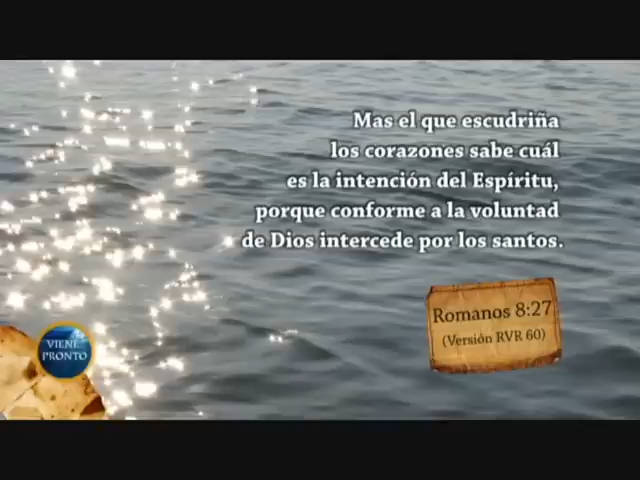 Mas el que escudriña
los corazones sabe cuál
es la intención del Espíritu,
porque conforme a la voluntad
de Dios intercede por los santos.
Romanos 8:27
(Versión RVR 60)
VIENE
PRONTO